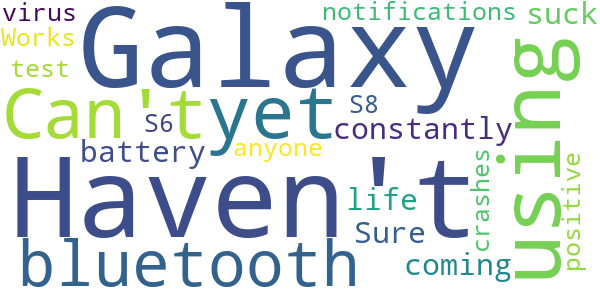 virus
notifications
suck
Works
Galaxy
test
Can't
yet
S8
using
S6
constantly
battery
anyone
Haven't
life
crashes
positive
Sure
bluetooth
coming